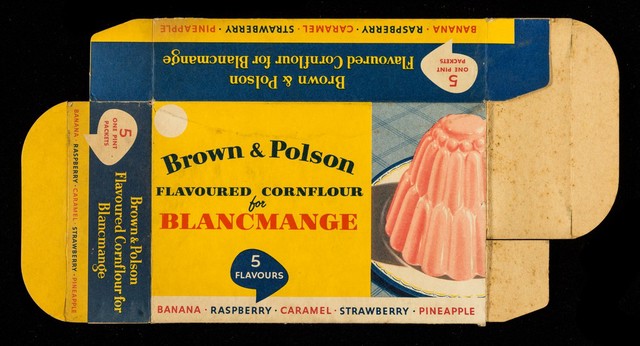 BANANA · RASPBERRY · CARAMEL · STRAWBERRY · PINEAPPLE
Brown & Polson
Flavoured Cornflour for Blancmange
5
ONE PINT
PACKETS
BANANA · RASPBERRY · CARAMEL · STRAWBERRY · PINEAPPLE
5
ONE PINT
PACKETS
Brown & Polson
Flavoured Cornflour for
Blancmange
Brown & Polson
FLAVOURED CORNFLOUR
for
BLANCMANGE
5
FLAVOURS
BANANA · RASPBERRY · CARAMEL · STRAWBERRY · PINEAPPLE